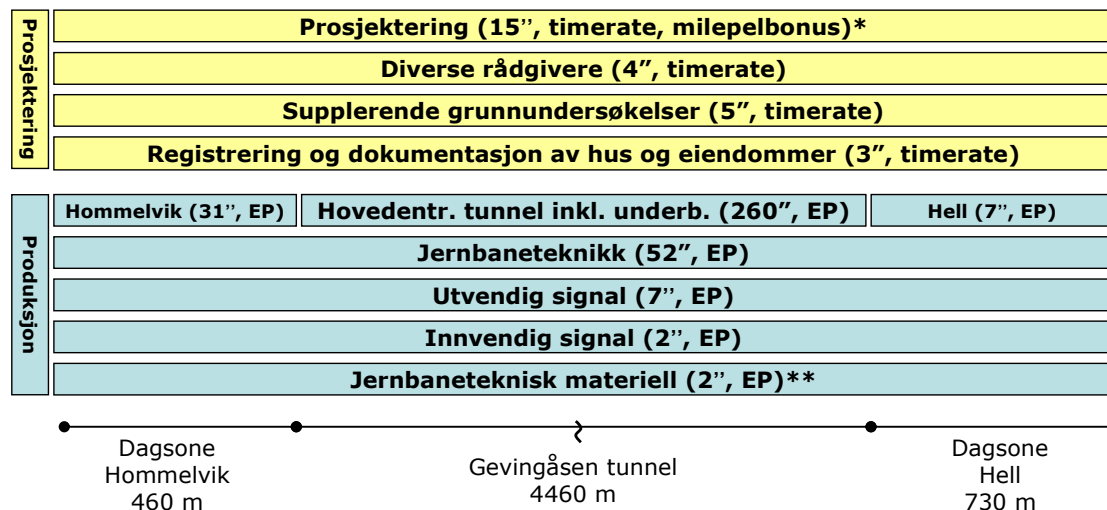 Prosjektering
Prosjektering (15’’, timerate, milepelbonus)*
Diverse rådgivere (4”, timerate)
Supplerende grunnundersøkelser (5”, timerate)
Registrering og dokumentasjon av hus og eiendommer (3”, timerate)
Produksjon
Hommelvik (31’’, EP)
Hovedentr. tunnel inkl. underb. (260”, EP)
Hell (7’’, EP)
Jernbaneteknikk (52”, EP)
Utvendig signal (7’’, EP)
Innvendig signal (2’’, EP)
Jernbaneteknisk materiell (2’’, EP)**
Dagsone
Hommelvik
460 m
Gevingåsen tunnel
4460 m
Dagsone
Hell
730 m